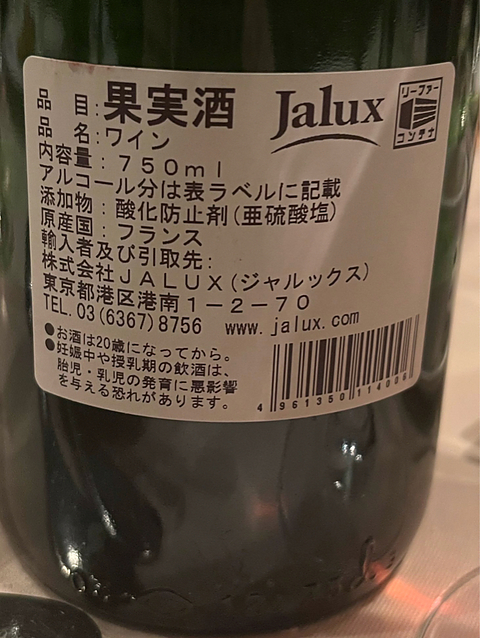 品　目：果実酒
Jalux
リーファー
コンテナ
品　名：ワイン
内容量：７５０ｍｌ
アルコール分は表ラベルに記載
添加物：酸化防止剤(亜硫酸塩)
原産国：フランス
輸入者及び引取先：
株式会社ＪＡＬＵＸ(ジャルックス)
東京都港区港南１－２－７０
TEL. 03(6367)8756　www.jalux.com
●お酒は20歳になってから。
●妊娠中や授乳期の飲酒は、
胎児・乳児の発育に悪影響
を与える恐れがあります。
4 961350 114006